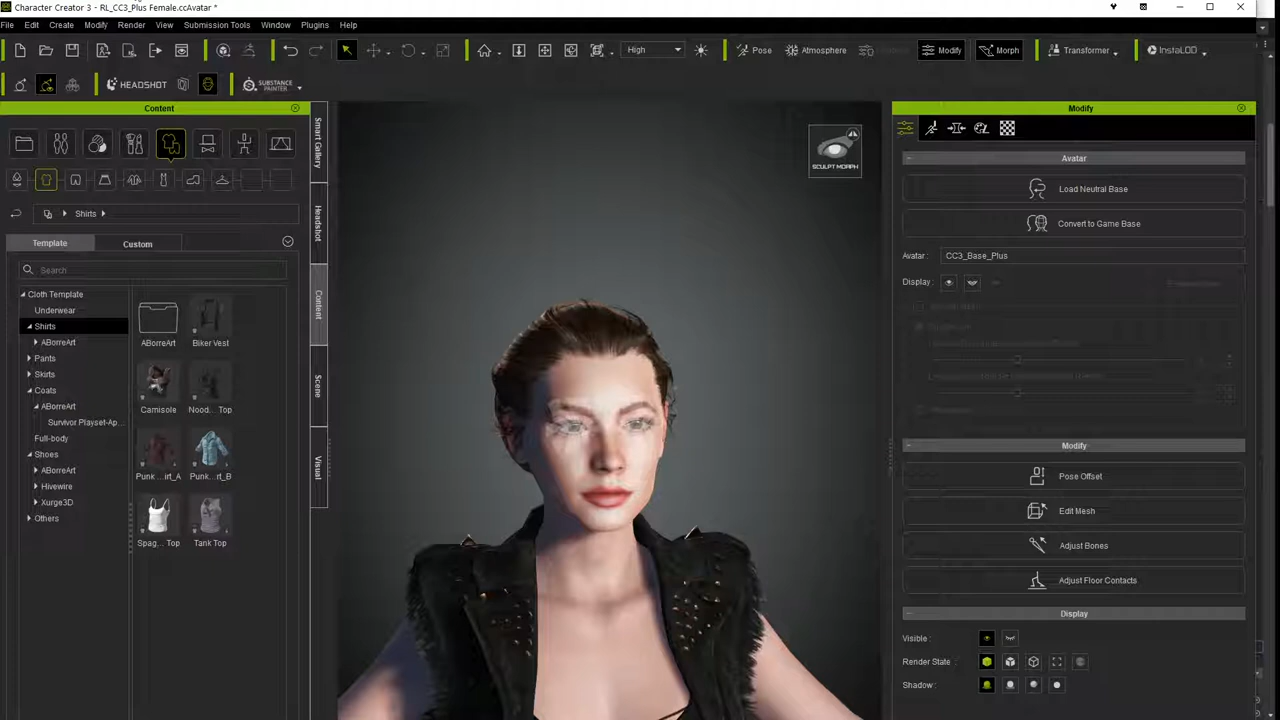 Character Creator 3 - RL_CC3_Plus Female.ccAvatar *
File Edit Create Modify Render View Submission Tools Window Plugins Help
High
Pose
Atmosphere
Modify
Morph
Transformer
InstaLOD
HEADSHOT
SUBSTANCE
PAINTER
Content
Modify
Smart Gallery
Headshot
Content
Scene
Visual
Shirts
Template
Custom
Search
Cloth Template
Underwear
Shirts
ABorreArt
Pants
Skirts
Coats
ABorreArt
Survivor Playset-Ap...
Full-body
Shoes
ABorreArt
Hivewire
Xurge3D
Others
ABorreArt
Biker Vest
Camisole
Nood... Top
Punk ...irt_A
Punk...rt_B
Spag... Top
Tank Top
SCULPT MORPH
Avatar
Load Neutral Base
Convert to Game Base
Avatar :
CC3_Base_Plus
Display :
Modify
Pose Offset
Edit Mesh
Adjust Bones
Adjust Floor Contacts
Display
Visible :
Render State :
Shadow :